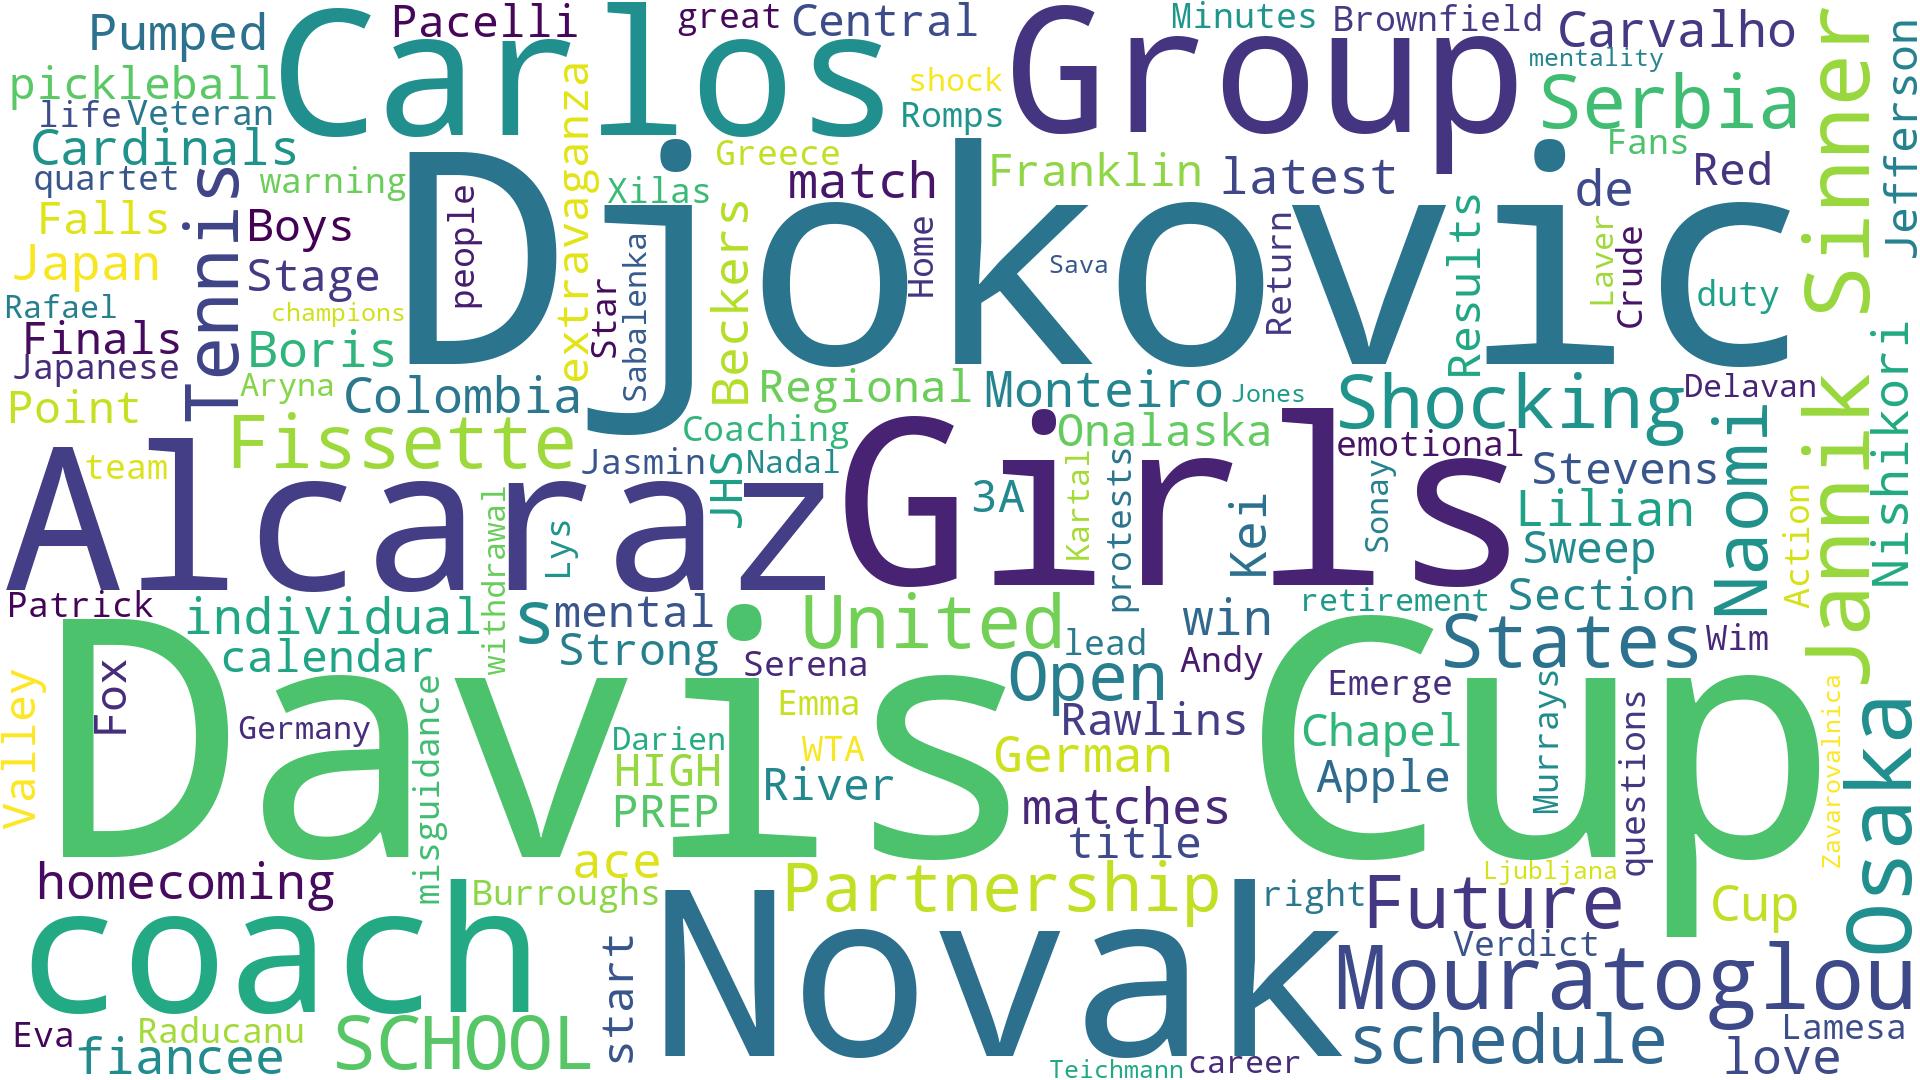 Pumped
Carlos
Pacelli
great
Central
Group
Minutes
Brownfield
Carvalho
mentality
Sinner
Jefferson
pickleball
life
Veteran
extravaganza
shock
Romps
Serbia
Fans
Cardinals
quartet
warning
Tennis
Djokovic
Greece
match
Franklin
latest
de
Red
Falls
Boys
people
Xilas
Beckers
Home
Return
Results
Laver
Crude
Japan
Stage
Star
Sabalenka
Sava
duty
Rafael
champions
Finals
Japanese
Boris
Aryna
Colombia
Regional
Monteiro
Jones
Shocking
Delavan
Nishikori
Jannik
Naomi
Point
Fissette
Coaching
Onalaska
emotional
team
Jasmin
JHS
Nadal
Stevens
Alcaraz
Girls
3A
Kartal
protests
Kel
Sonay
Lilian
Action
withdrawal
Lys
Sweep
Patrick
individual
s
mental
United
win
retirement
Section
calendar
Strong
lead
States
Wim
Davis Cup
Fox
Serena
Open
Andy
Valley
misguidance
Emma
Rawlins
Emerge
Murrays
questions
Zavarovalnica
Osaka
Germany
Darien
WTA
German
Chapel
HIGH
River
Apple
PREP
matches
title
homecoming
ace
Ljubljana
Burroughs
Partnership
right
Future
Cup
coach
Novak
start
Verdict
Mouratoglou
Eva
Raducanu
fiancee
SCHOOL
schedule
Lamesa
love
Teichmann
career